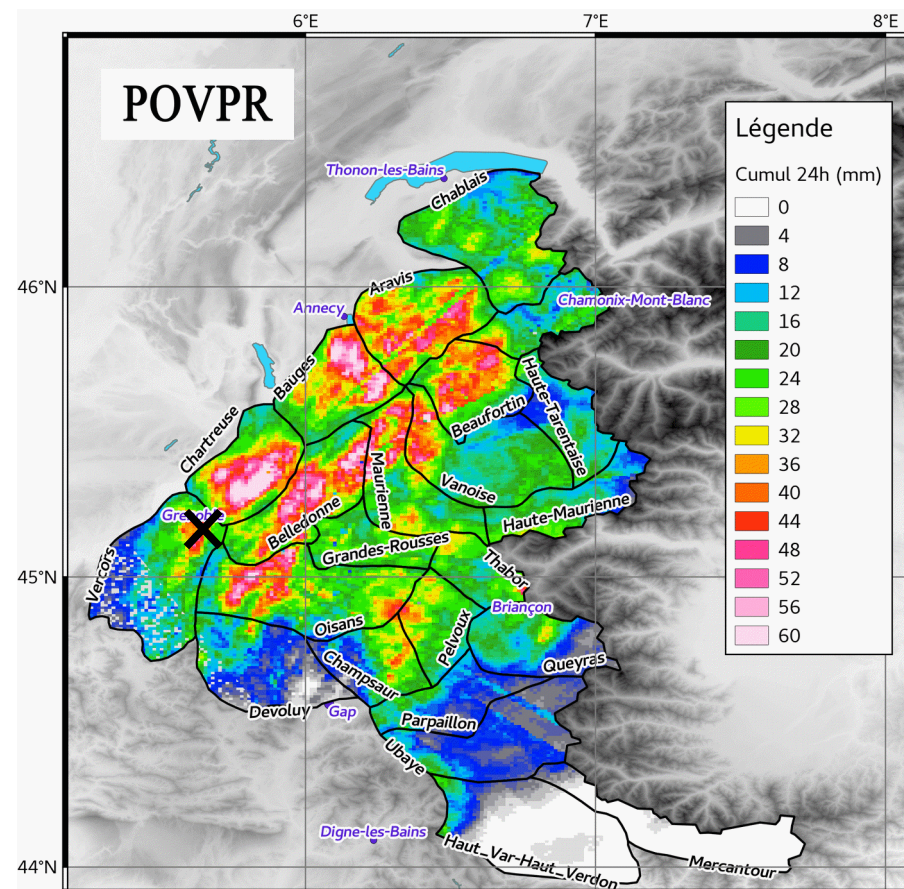 6°E
7°E
8°E
POVPR
Légende
Cumul 24h (mm)
0
4
8
12
16
20
24
28
32
36
40
44
48
52
56
60
Thonon-les-Bains
Chablais
46°N
Aravis
Annecy
Chamonix-Mont-Blanc
Bauges
Haute-Tarentaise
Beaufortin
Chartreuse
Maurienne
Vanoise
Grenoble
Belledonne
Haute-Maurienne
Grandes-Rousses
Vercors
45°N
Thabor
Briançon
Oisans
Pelvoux
Champsaur
Queyras
Devoluy
Gap
Parpaillon
Ubaye
Digne-les-Bains
Haut_Var-Haut_Verdon
Mercantour
44°N